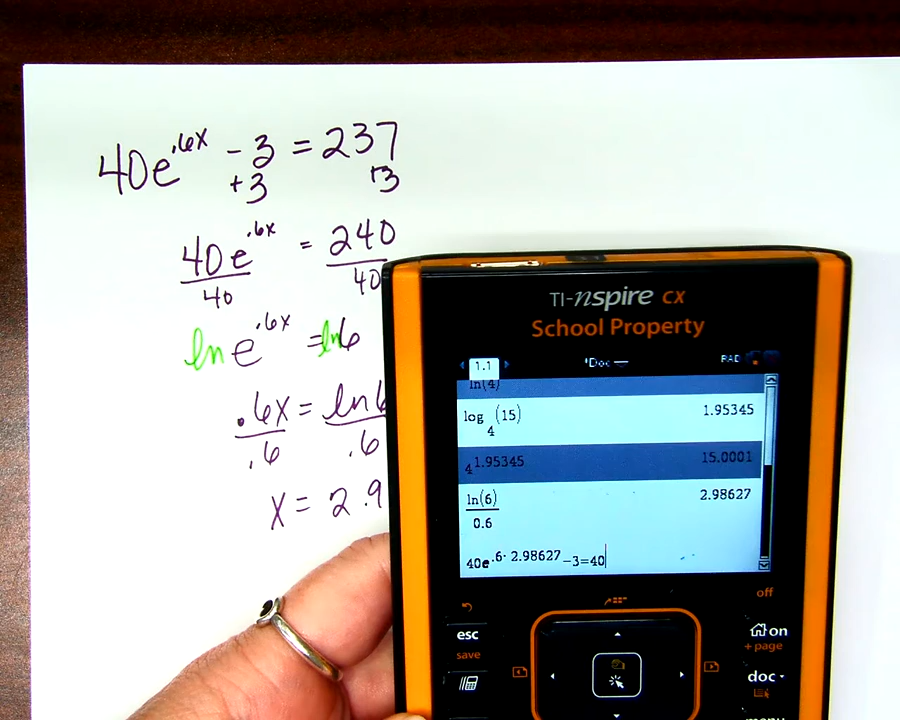 40e^.6x - 3 = 237
+3 +3
40e^.6x = 240
40 40
ln e^.6x = ln 6
.6x = ln 6
.6 .6
x = 2.9
TI-nspire CX
School Property
1.1 *Doc RAD
ln(4)
log₄(15) 1.95345
4^1.95345 15.0001
ln(6) 2.98627
0.6
40e^.6·2.98627 -3=40
off
esc
save
on
+page
doc
menu